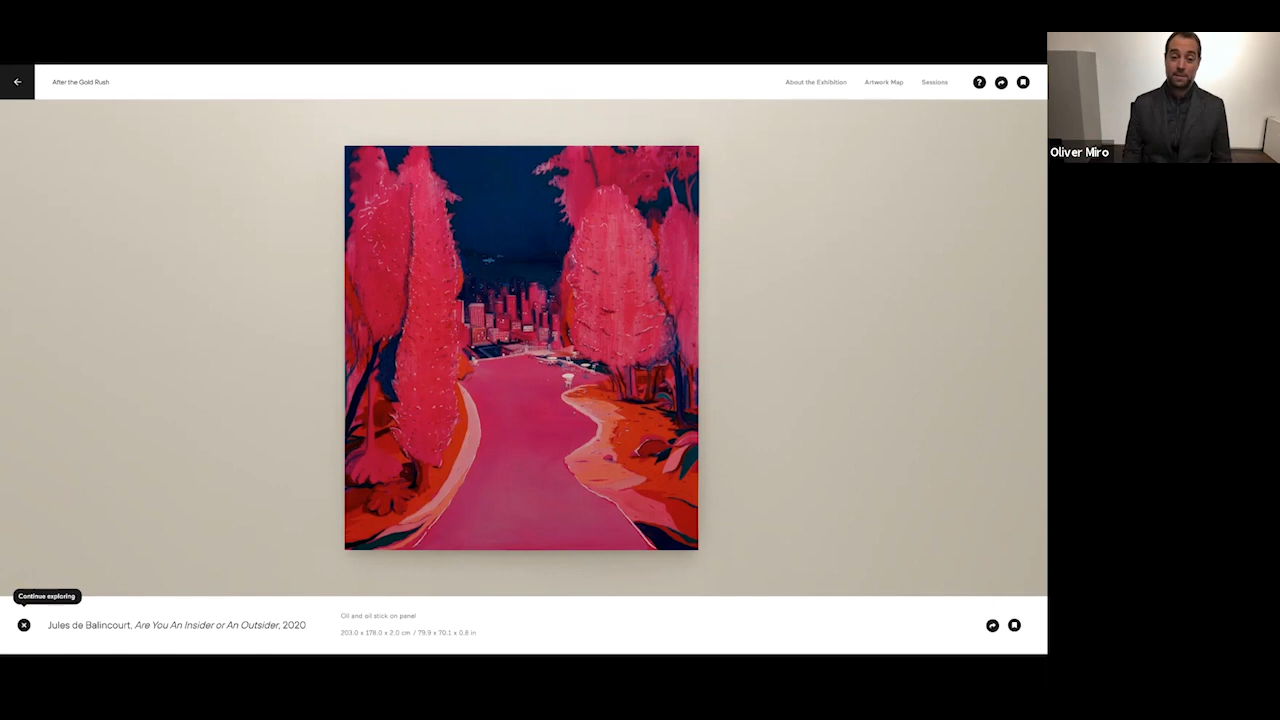 After the Gold Rush
About the Exhibition
Artwork Map
Sessions
?
Oliver Miro
Continue exploring
Jules de Balincourt, Are You An Insider or An Outsider, 2020
Oil and oil stick on panel
203.0 x 178.0 x 2.0 cm / 79.9 x 70.1 x 0.8 in